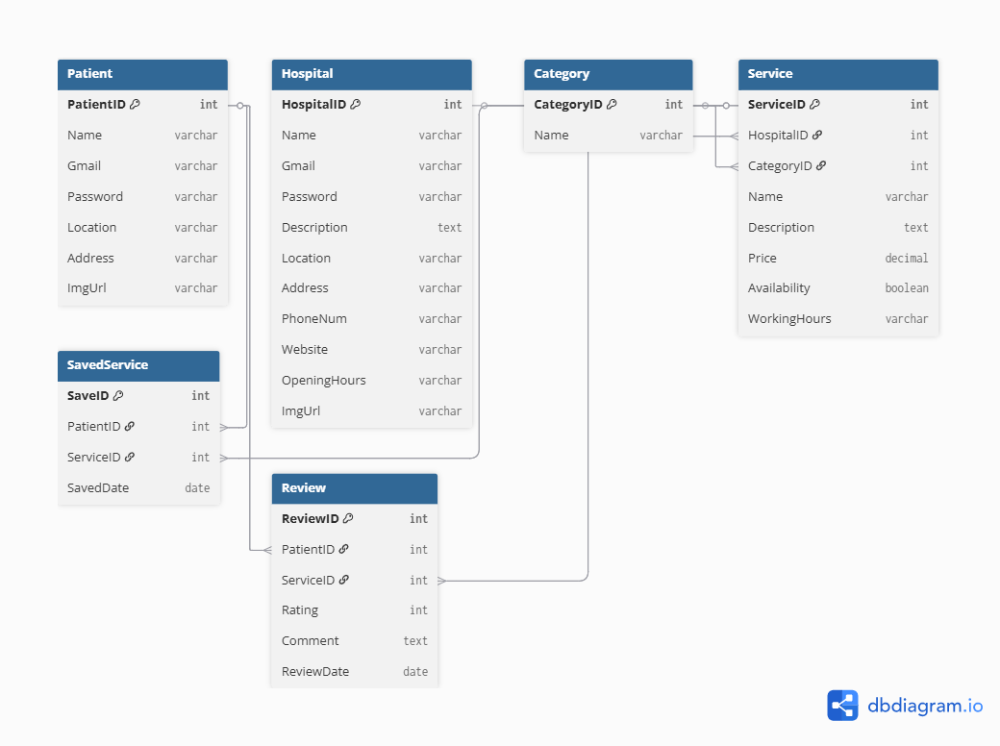 Patient
PatientID int
Name varchar
Gmail varchar
Password varchar
Location varchar
Address varchar
ImgUrl varchar
Hospital
HospitalID int
Name varchar
Gmail varchar
Password varchar
Description text
Location varchar
Address varchar
PhoneNum varchar
Website varchar
OpeningHours varchar
ImgUrl varchar
Category
CategoryID int
Name varchar
Service
ServiceID int
HospitalID int
CategoryID int
Name varchar
Description text
Price decimal
Availability boolean
WorkingHours varchar
SavedService
SaveID int
PatientID int
ServiceID int
SavedDate date
Review
ReviewID int
PatientID int
ServiceID int
Rating int
Comment text
ReviewDate date
dbdiagram.io